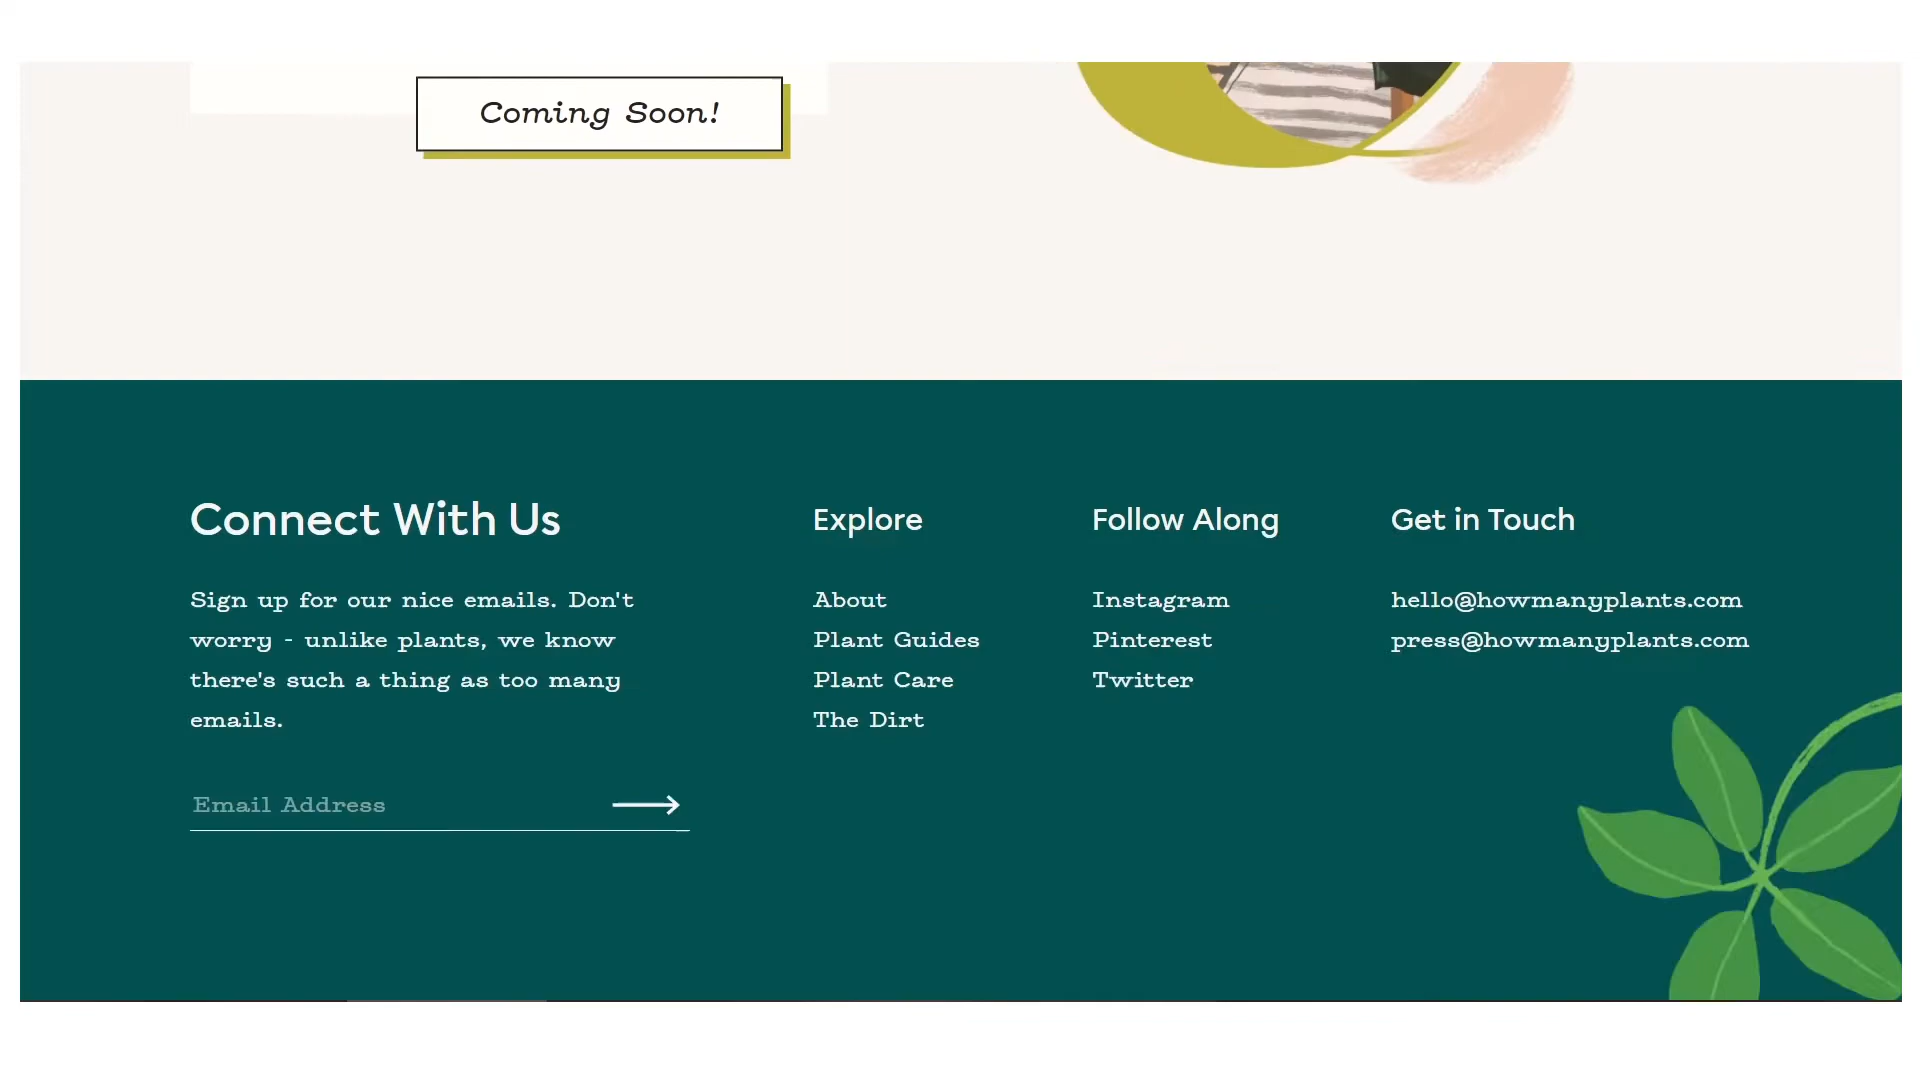 Coming Soon!
Connect With Us
Sign up for our nice emails. Don't
worry - unlike plants, we know
there's such a thing as too many
emails.
Email Address
Explore
About
Plant Guides
Plant Care
The Dirt
Follow Along
Instagram
Pinterest
Twitter
Get in Touch
hello@howmanyplants.com
press@howmanyplants.com